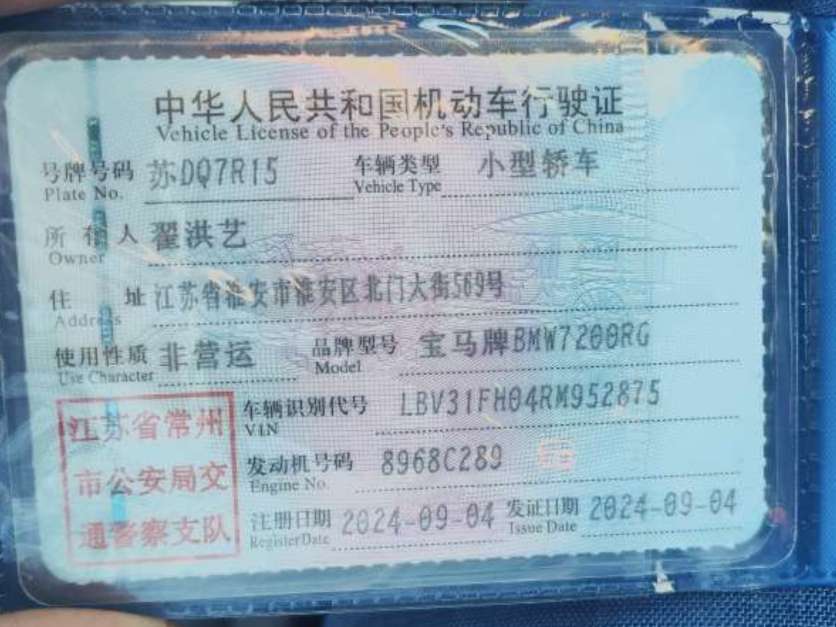 中华人民共和国机动车行驶证
Vehicle License of the People's Republic of China
号牌号码 苏DQ7R15 车辆类型 小型轿车
Plate No. Vehicle Type
所有人 翟洪艺
Owner
住址 江苏省淮安市淮安区北门大街569号
Address
使用性质 非营运 品牌型号 宝马牌BMW7200RG
Use Character Model
车辆识别代号 LBV31FH04RM952875
VIN
发动机号码 8968C289
Engine No.
注册日期 2024-09-04 发证日期 2024-09-04
Register Date Issue Date
江苏省常州
市公安局交
通警察支队